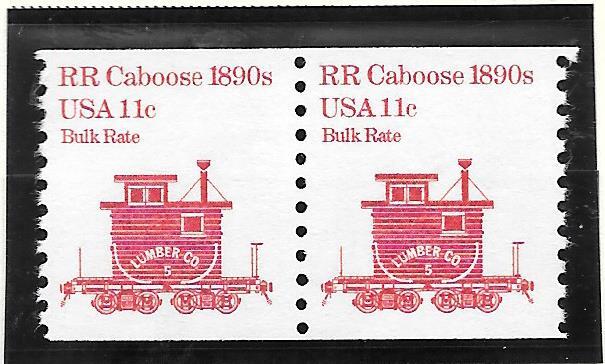 RR Caboose 1890s
USA 11c
Bulk Rate
LUMBER-CO
5
RR Caboose 1890s
USA 11c
Bulk Rate
LUMBER-CO
5